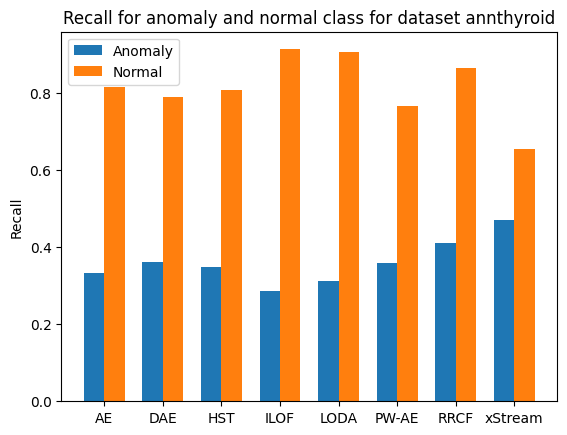 Recall for anomaly and normal class for dataset annthyroid
Anomaly
Normal
Recall
0.8
0.6
0.4
0.2
0.0
AE DAE HST ILOF LODA PW-AE RRCF xStream